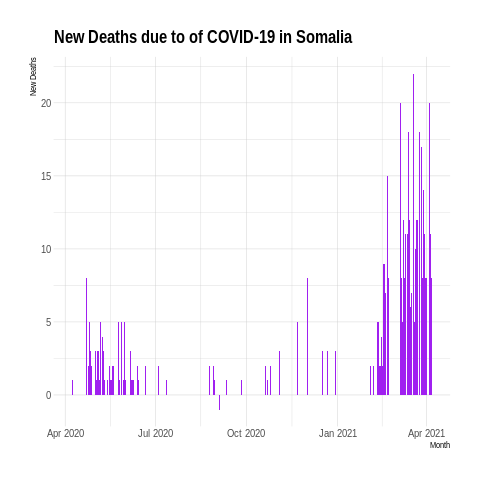 New Deaths due to of COVID-19 in Somalia
New Deaths
20
15
10
5
0
Apr 2020 Jul 2020 Oct 2020 Jan 2021 Apr 2021
Month